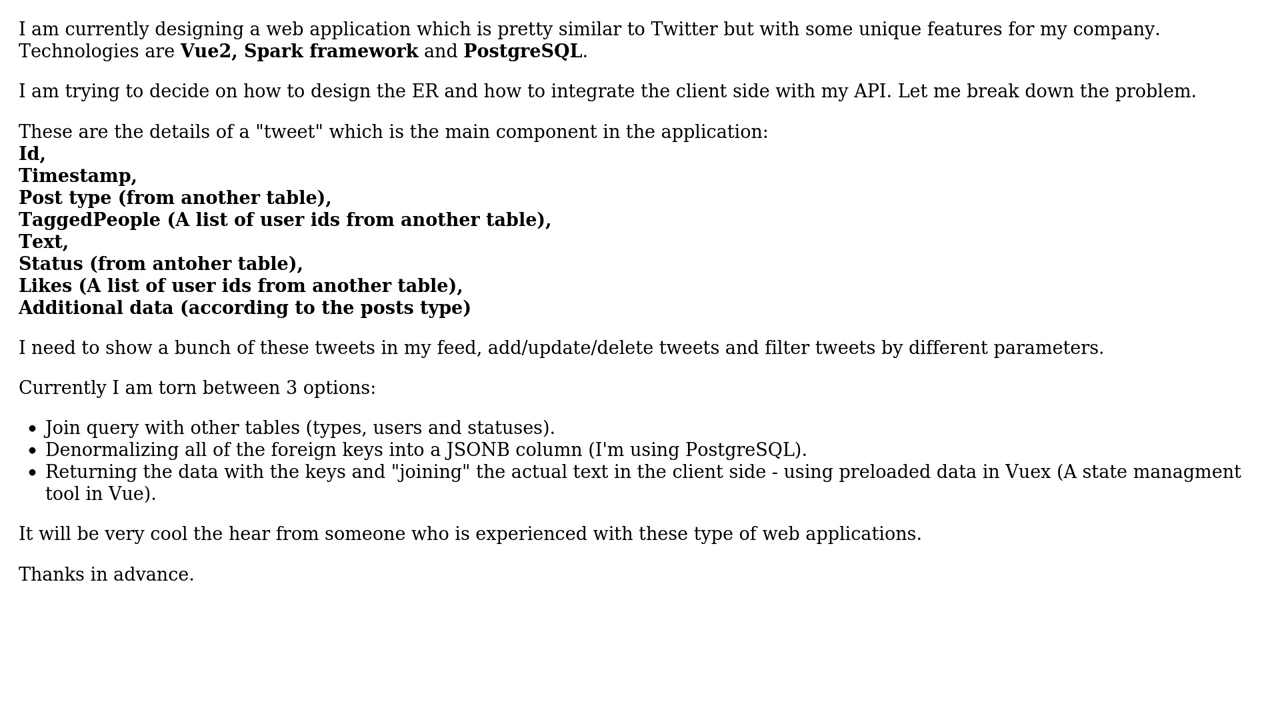 I am currently designing a web application which is pretty similar to Twitter but with some unique features for my company.
Technologies are Vue2, Spark framework and PostgreSQL.
I am trying to decide on how to design the ER and how to integrate the client side with my API. Let me break down the problem.
These are the details of a "tweet" which is the main component in the application:
Id,
Timestamp,
Post type (from another table),
TaggedPeople (A list of user ids from another table),
Text,
Status (from antoher table),
Likes (A list of user ids from another table),
Additional data (according to the posts type)
I need to show a bunch of these tweets in my feed, add/update/delete tweets and filter tweets by different parameters.
Currently I am torn between 3 options:
• Join query with other tables (types, users and statuses).
• Denormalizing all of the foreign keys into a JSONB column (I'm using PostgreSQL).
• Returning the data with the keys and "joining" the actual text in the client side - using preloaded data in Vuex (A state managment
tool in Vue).
It will be very cool the hear from someone who is experienced with these type of web applications.
Thanks in advance.